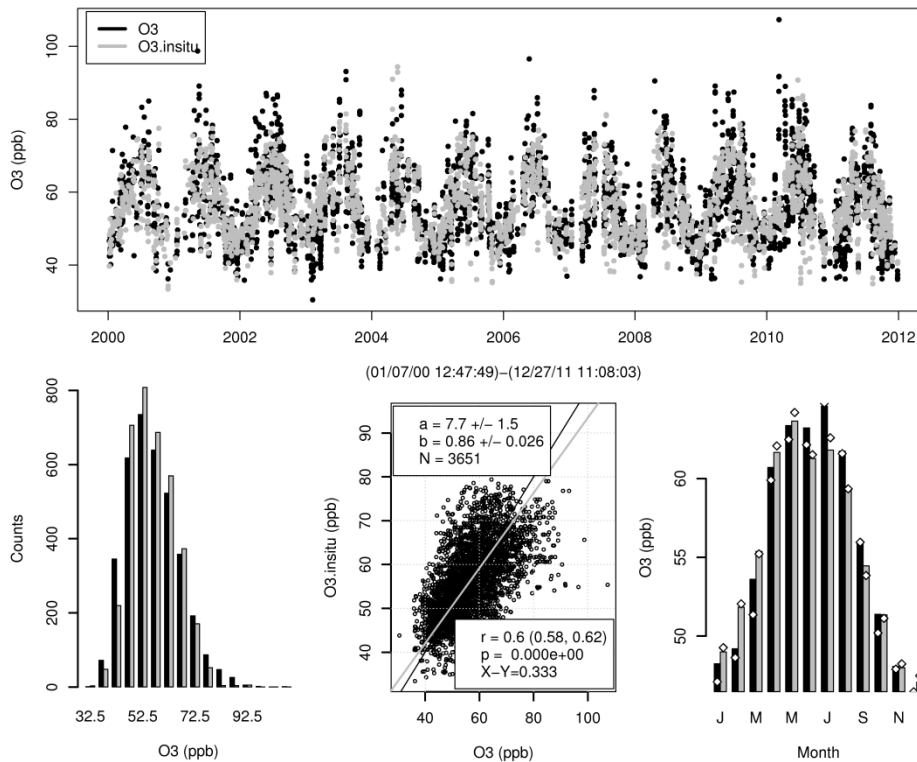 O3
O3.insitu
O3 (ppb)
100
80
60
40
2000 2002 2004 2006 2008 2010 2012
(01/07/00 12:47:49)−(12/27/11 11:08:03)
Counts
800
600
400
200
0
32.5 52.5 72.5 92.5
O3 (ppb)
a = 7.7 +/− 1.5
b = 0.86 +/− 0.026
N = 3651
O3.insitu (ppb)
90
80
70
60
50
40
r = 0.6 (0.58, 0.62)
p = 0.000e+00
X−Y=0.333
40 60 80 100
O3 (ppb)
O3 (ppb)
60
55
50
J M M J S N
Month